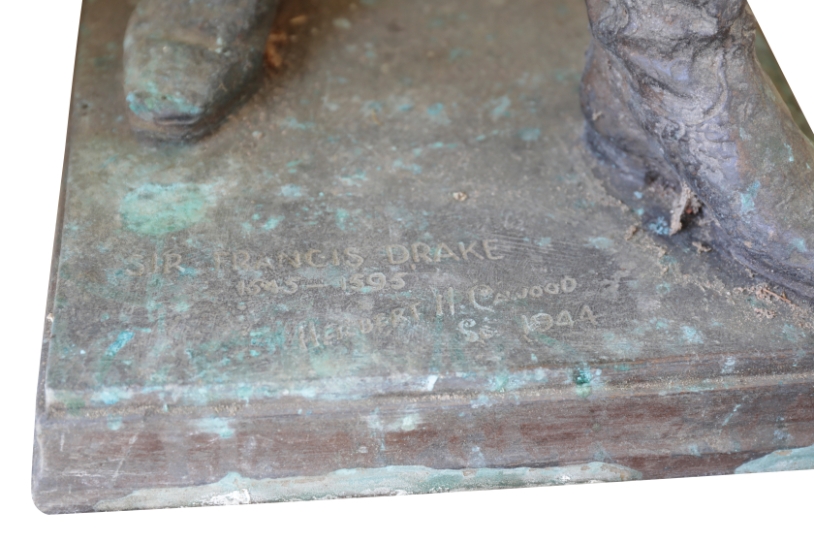 SIR FRANCIS DRAKE
1545 – 1595
HERBERT H. CAWOOD
Sc 1944